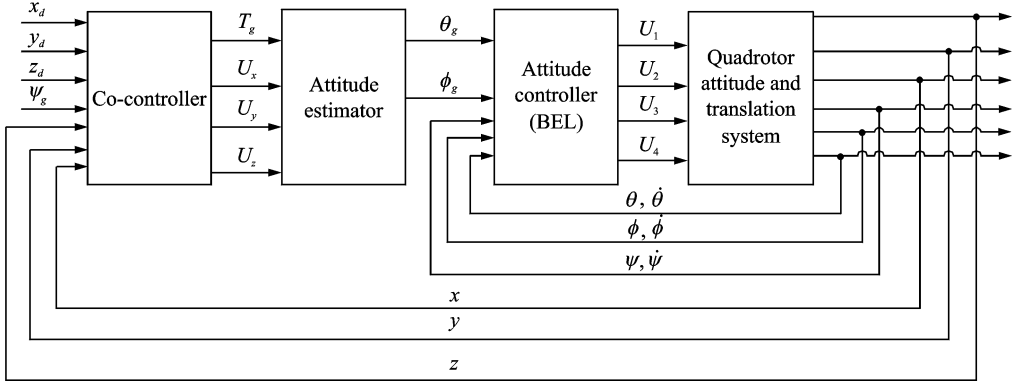 x_d
y_d
z_d
ψ_g
Co-controller
T_g
U_x
U_y
U_z
Attitude
estimator
θ_g
ϕ_g
Attitude
controller
(BEL)
U_1
U_2
U_3
U_4
Quadrotor
attitude and
translation
system
θ, θ̇
ϕ, ϕ̇
ψ, ψ̇
x
y
z